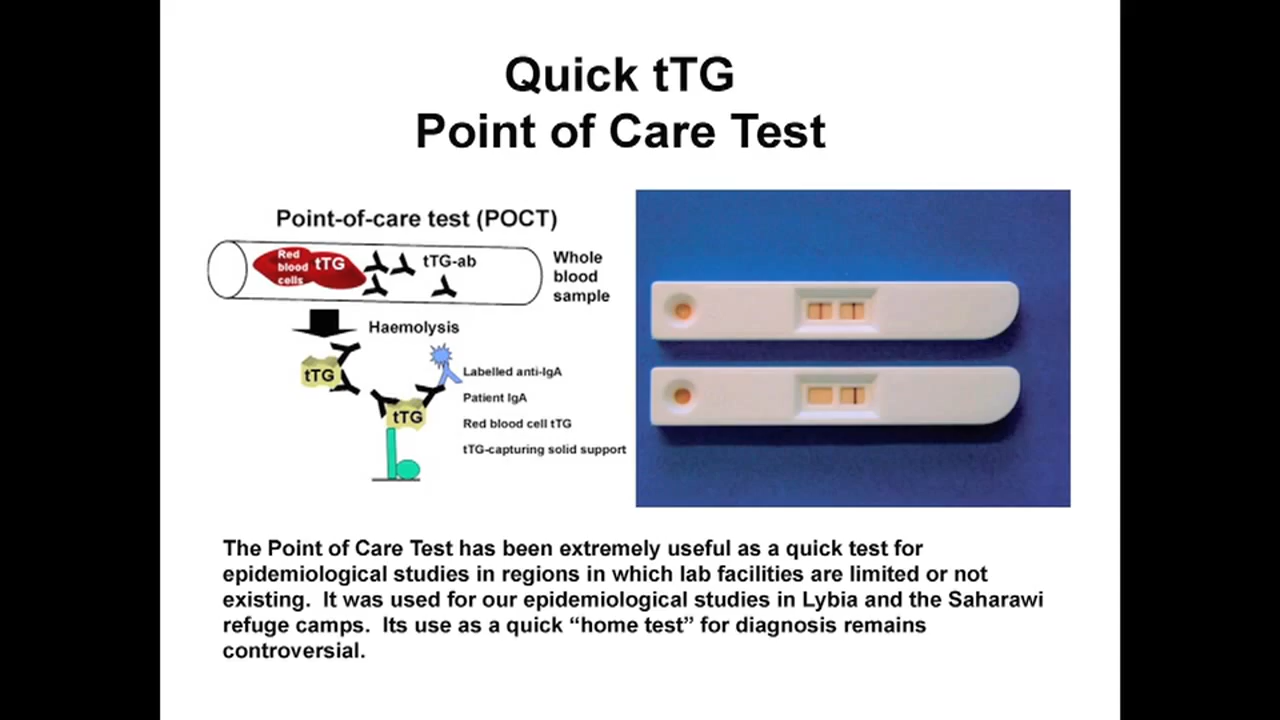 Quick tTG
Point of Care Test
Point-of-care test (POCT)
Red
blood
cells
tTG
tTG-ab
Whole
blood
sample
Haemolysis
tTG
Labelled anti-IgA
Patient IgA
tTG
Red blood cell tTG
tTG-capturing solid support
The Point of Care Test has been extremely useful as a quick test for
epidemiological studies in regions in which lab facilities are limited or not
existing.  It was used for our epidemiological studies in Lybia and the Saharawi
refuge camps.  Its use as a quick “home test” for diagnosis remains
controversial.